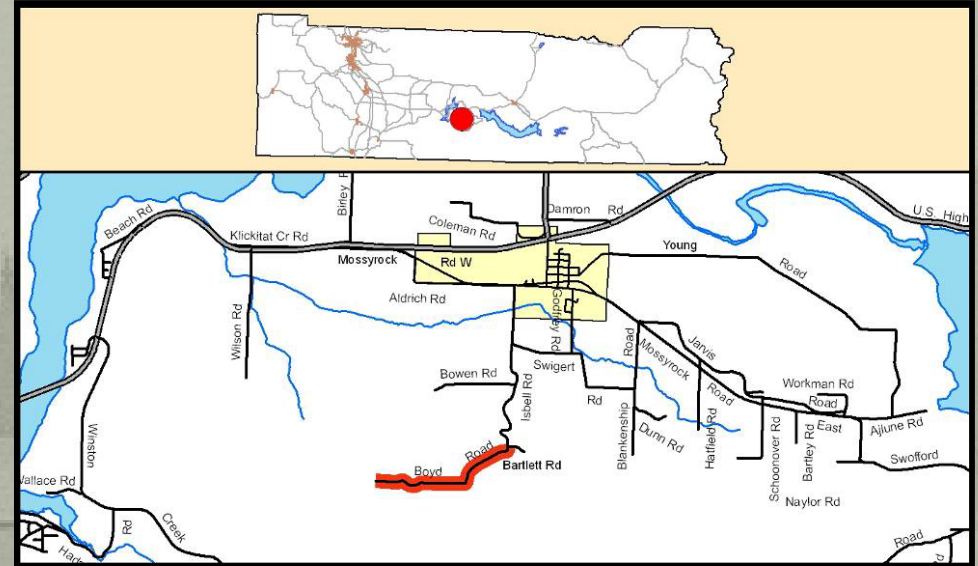 Beach Rd
Klickitat Cr Rd
Birley
Coleman Rd
Damron Rd
U.S. High
Mossyrock Rd W
Young Road
Aldrich Rd
Wilson Rd
Godfrey Rd
Isbell Rd
Swigert Rd
Bowen Rd
Blankenship Road
Mossyrock Road East
Jarvis Road
Workman Rd
Ajlune Rd
Swofford
Winston Creek Rd
Dunn Rd
Hatfield Rd
Schoonover Rd
Bartley Rd
Naylor Rd
Boyd Road
Bartlett Rd
Wallace Rd
Road